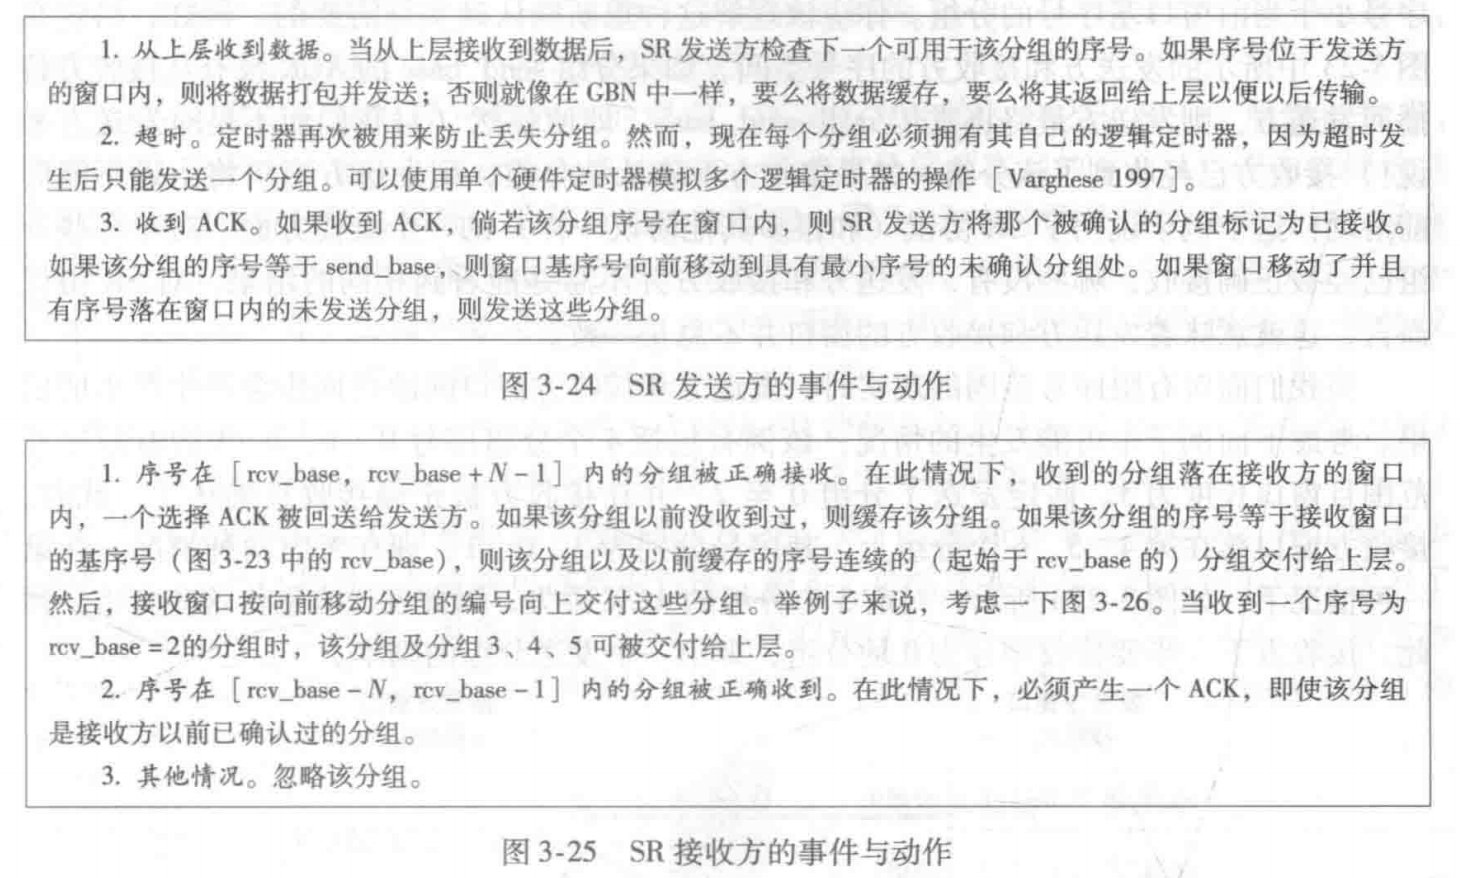 1. 从上层收到数据。当从上层接收到数据后，SR 发送方检查下一个可用于该分组的序号。如果序号位于发送方
的窗口内，则将数据打包并发送；否则就像在 GBN 中一样，要么将数据缓存，要么将其返回给上层以便以后传输。
2. 超时。定时器再次被用来防止丢失分组。然而，现在每个分组必须拥有其自己的逻辑定时器，因为超时发
生后只能发送一个分组。可以使用单个硬件定时器模拟多个逻辑定时器的操作［Varghese 1997］。
3. 收到 ACK。如果收到 ACK，倘若该分组序号在窗口内，则 SR 发送方将那个被确认的分组标记为已接收。
如果该分组的序号等于 send_base，则窗口基序号向前移动到具有最小序号的未确认分组处。如果窗口移动了并且
有序号落在窗口内的未发送分组，则发送这些分组。
图 3-24 SR 发送方的事件与动作
1. 序号在［rcv_base，rcv_base + N - 1］内的分组被正确接收。在此情况下，收到的分组落在接收方的窗口
内，一个选择 ACK 被回送给发送方。如果该分组以前没收到过，则缓存该分组。如果该分组的序号等于接收窗口
的基序号（图 3-23 中的 rcv_base），则该分组以及以前缓存的序号连续的（起始于 rcv_base 的）分组交付给上层。
然后，接收窗口按向前移动分组的编号向上交付这些分组。举例子来说，考虑一下图 3-26。当收到一个序号为
rcv_base = 2的分组时，该分组及分组 3、4、5 可被交付给上层。
2. 序号在［rcv_base - N，rcv_base - 1］内的分组被正确收到。在此情况下，必须产生一个 ACK，即使该分组
是接收方以前已确认过的分组。
3. 其他情况。忽略该分组。
图 3-25 SR 接收方的事件与动作